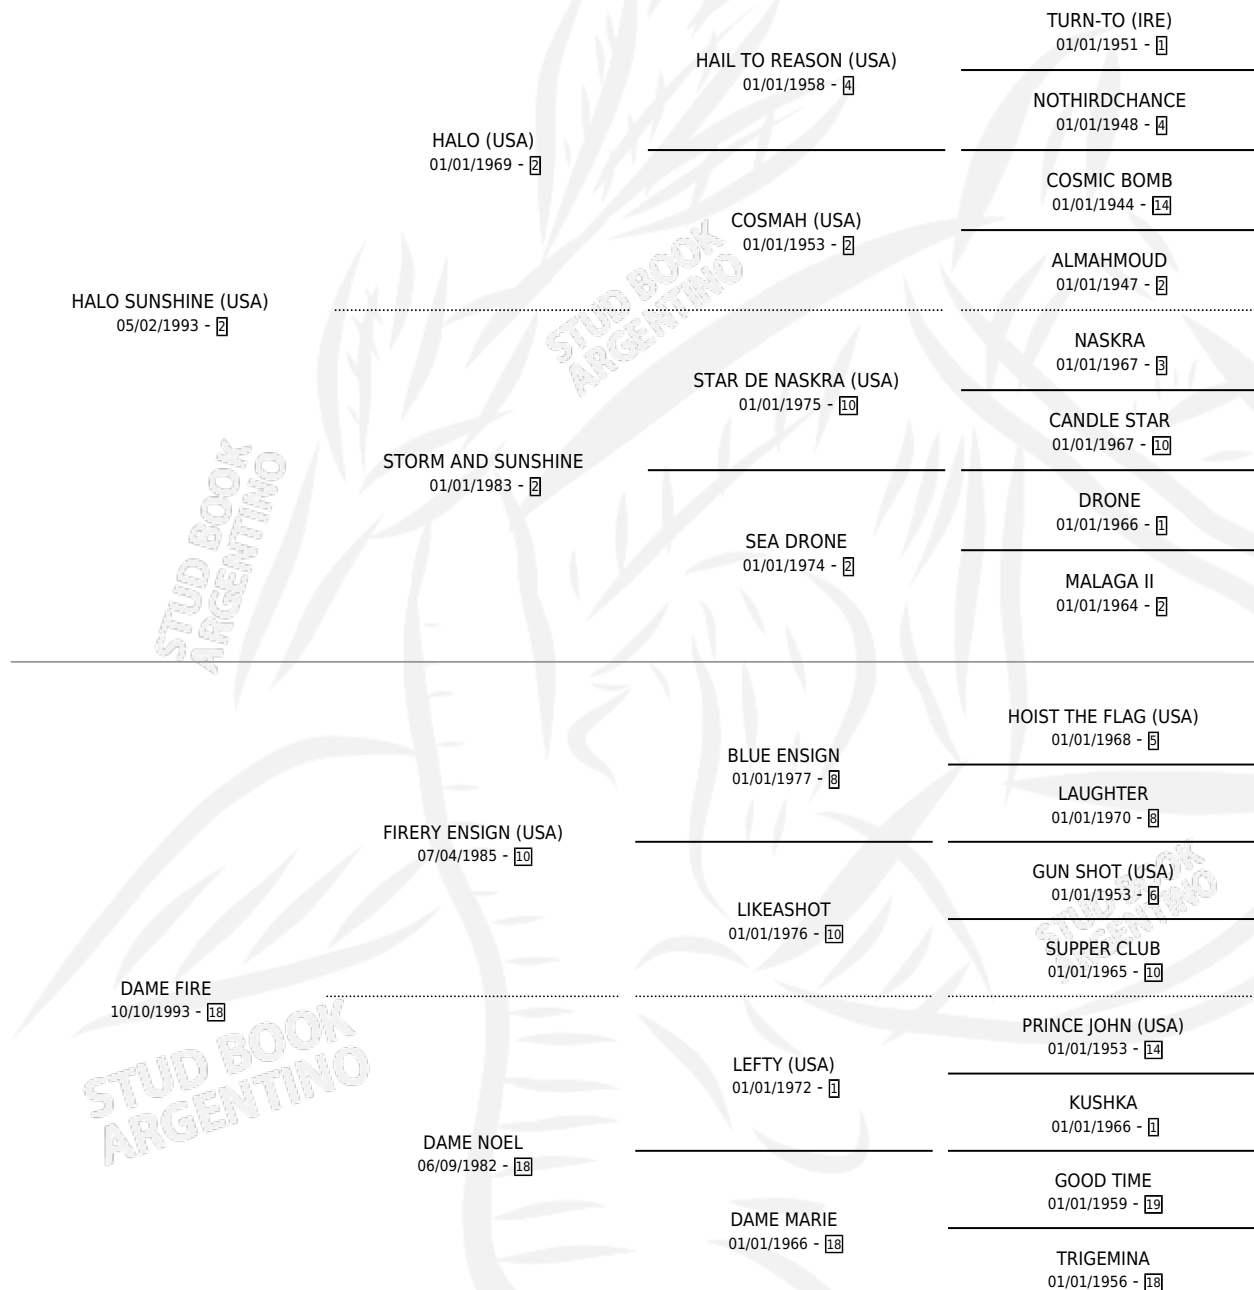 TURN-TO (IRE)
01/01/1951 - 1
HAIL TO REASON (USA)
01/01/1958 - 4
NOTHIRDCHANCE
01/01/1948 - 4
HALO (USA)
01/01/1969 - 2
COSMIC BOMB
01/01/1944 - 14
COSMAH (USA)
01/01/1953 - 2
ALMAHMOUD
01/01/1947 - 2
HALO SUNSHINE (USA)
05/02/1993 - 2
NASKRA
01/01/1967 - 3
STAR DE NASKRA (USA)
01/01/1975 - 10
CANDLE STAR
01/01/1967 - 10
STORM AND SUNSHINE
01/01/1983 - 2
DRONE
01/01/1966 - 1
SEA DRONE
01/01/1974 - 2
MALAGA II
01/01/1964 - 2
HOIST THE FLAG (USA)
01/01/1968 - 5
BLUE ENSIGN
01/01/1977 - 8
LAUGHTER
01/01/1970 - 8
FIRERY ENSIGN (USA)
07/04/1985 - 10
GUN SHOT (USA)
01/01/1953 - 6
LIKEASHOT
01/01/1976 - 10
SUPPER CLUB
01/01/1965 - 10
DAME FIRE
10/10/1993 - 18
PRINCE JOHN (USA)
01/01/1953 - 14
LEFTY (USA)
01/01/1972 - 1
KUSHKA
01/01/1966 - 1
DAME NOEL
06/09/1982 - 18
GOOD TIME
01/01/1959 - 19
DAME MARIE
01/01/1966 - 18
TRIGEMINA
01/01/1956 - 18
STUD BOOK
ARGENTINO
STUD BOOK
ARGENTINO
STUD BOOK
ARGENTINO
STUD BOOK
ARGENTINO